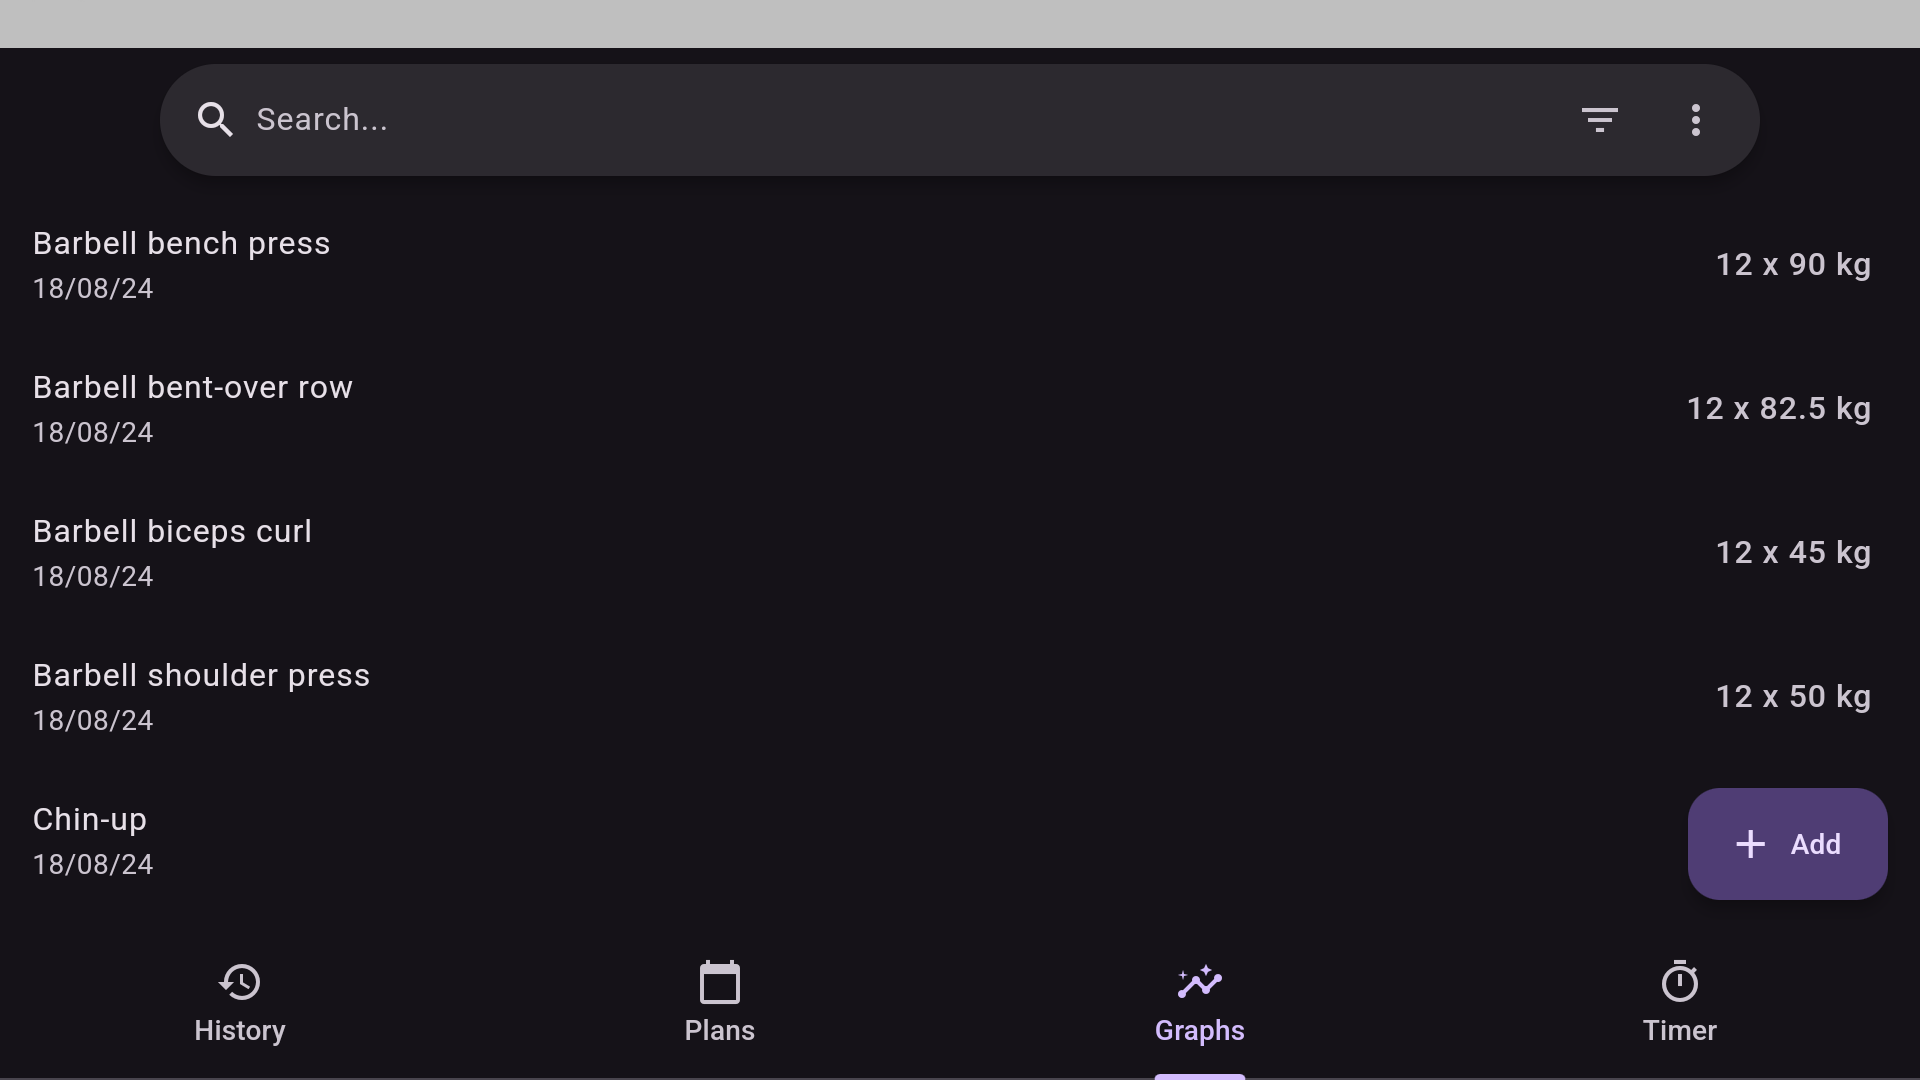 Search...
Barbell bench press
18/08/24
12 x 90 kg
Barbell bent-over row
18/08/24
12 x 82.5 kg
Barbell biceps curl
18/08/24
12 x 45 kg
Barbell shoulder press
18/08/24
12 x 50 kg
Chin-up
18/08/24
Add
History
Plans
Graphs
Timer